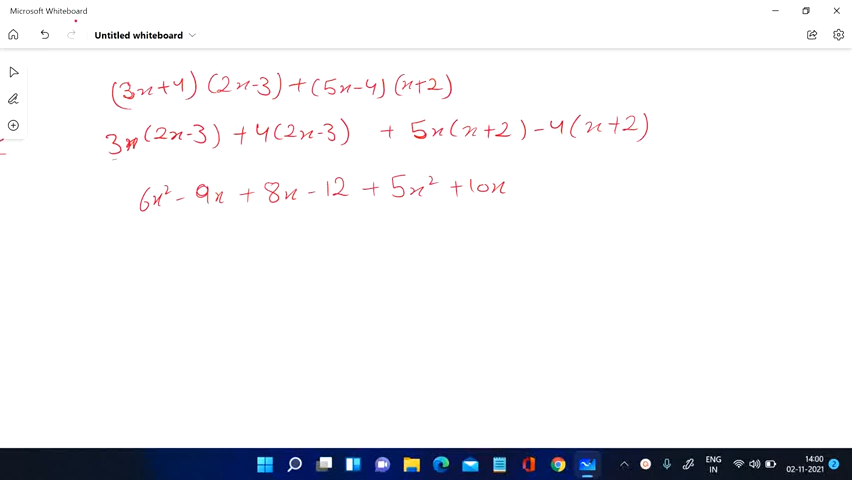 Microsoft Whiteboard
Untitled whiteboard
(3x+4) (2x-3) + (5x-4) (x+2)
3x (2x-3) + 4(2x-3) + 5x(x+2) - 4(x+2)
6x² - 9x + 8x - 12 + 5x² + 10x
ENG
IN
14:00
02-11-2021
2